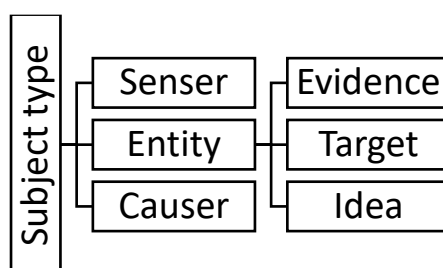 Subject type
Senser
Entity
Causer
Evidence
Target
Idea